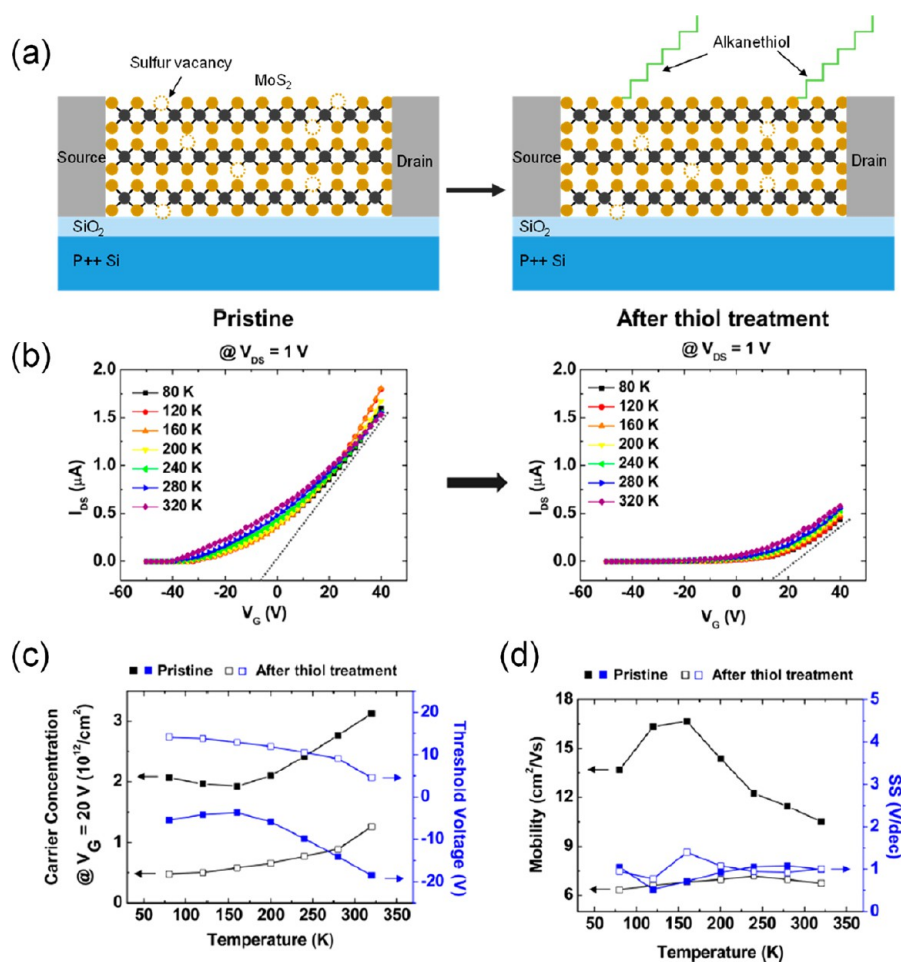 (a)
Sulfur vacancy
MoS2
Source
Drain
SiO2
P++ Si
Alkanethiol
Source
Drain
SiO2
P++ Si
Pristine
After thiol treatment
(b)
@ VDS = 1 V
2.0
1.5
1.0
0.5
0.0
IDS (μA)
80 K
120 K
160 K
200 K
240 K
280 K
320 K
-60 -40 -20 0 20 40
VG (V)
@ VDS = 1 V
2.0
1.5
1.0
0.5
0.0
IDS (μA)
80 K
120 K
160 K
200 K
240 K
280 K
320 K
-60 -40 -20 0 20 40
VG (V)
(c)
Pristine After thiol treatment
Carrier Concentration
@ VG = 20 V (10^12/cm^2)
3
2
1
0
20
10
0
-10
-20
Threshold Voltage
(V)
50 100 150 200 250 300 350
Temperature (K)
(d)
Pristine After thiol treatment
Mobility (cm^2/Vs)
18
15
12
9
6
5
4
3
2
1
0
SS (V/dec)
50 100 150 200 250 300 350
Temperature (K)